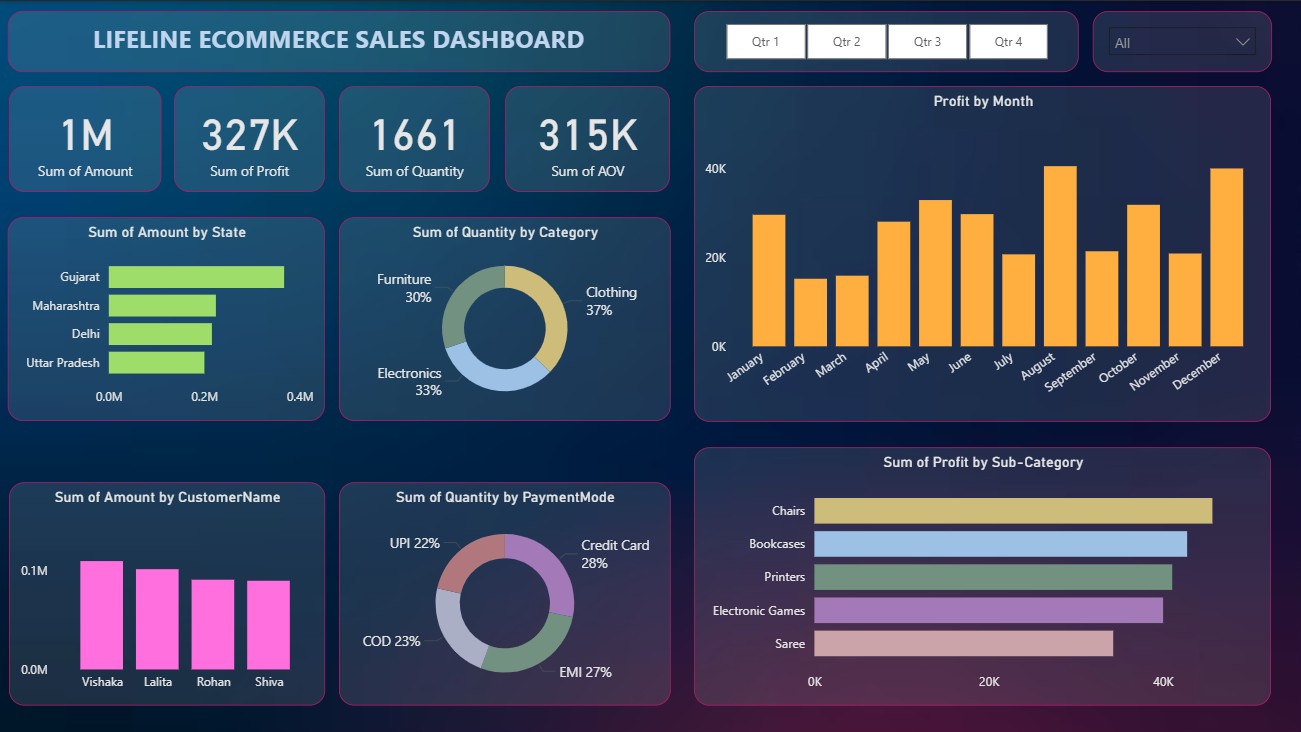 LIFELINE ECOMMERCE SALES DASHBOARD
Qtr 1
Qtr 2
Qtr 3
Qtr 4
All
1M
Sum of Amount
327K
Sum of Profit
1661
Sum of Quantity
315K
Sum of AOV
Profit by Month
40K
20K
0K
January
February
March
April
May
June
July
August
September
October
November
December
Sum of Amount by State
Gujarat
Maharashtra
Delhi
Uttar Pradesh
0.0M
0.2M
0.4M
Sum of Quantity by Category
Furniture
30%
Clothing
37%
Electronics
33%
Sum of Amount by CustomerName
0.1M
0.0M
Vishaka
Lalita
Rohan
Shiva
Sum of Quantity by PaymentMode
UPI 22%
Credit Card
28%
COD 23%
EMI 27%
Sum of Profit by Sub-Category
Chairs
Bookcases
Printers
Electronic Games
Saree
0K
20K
40K